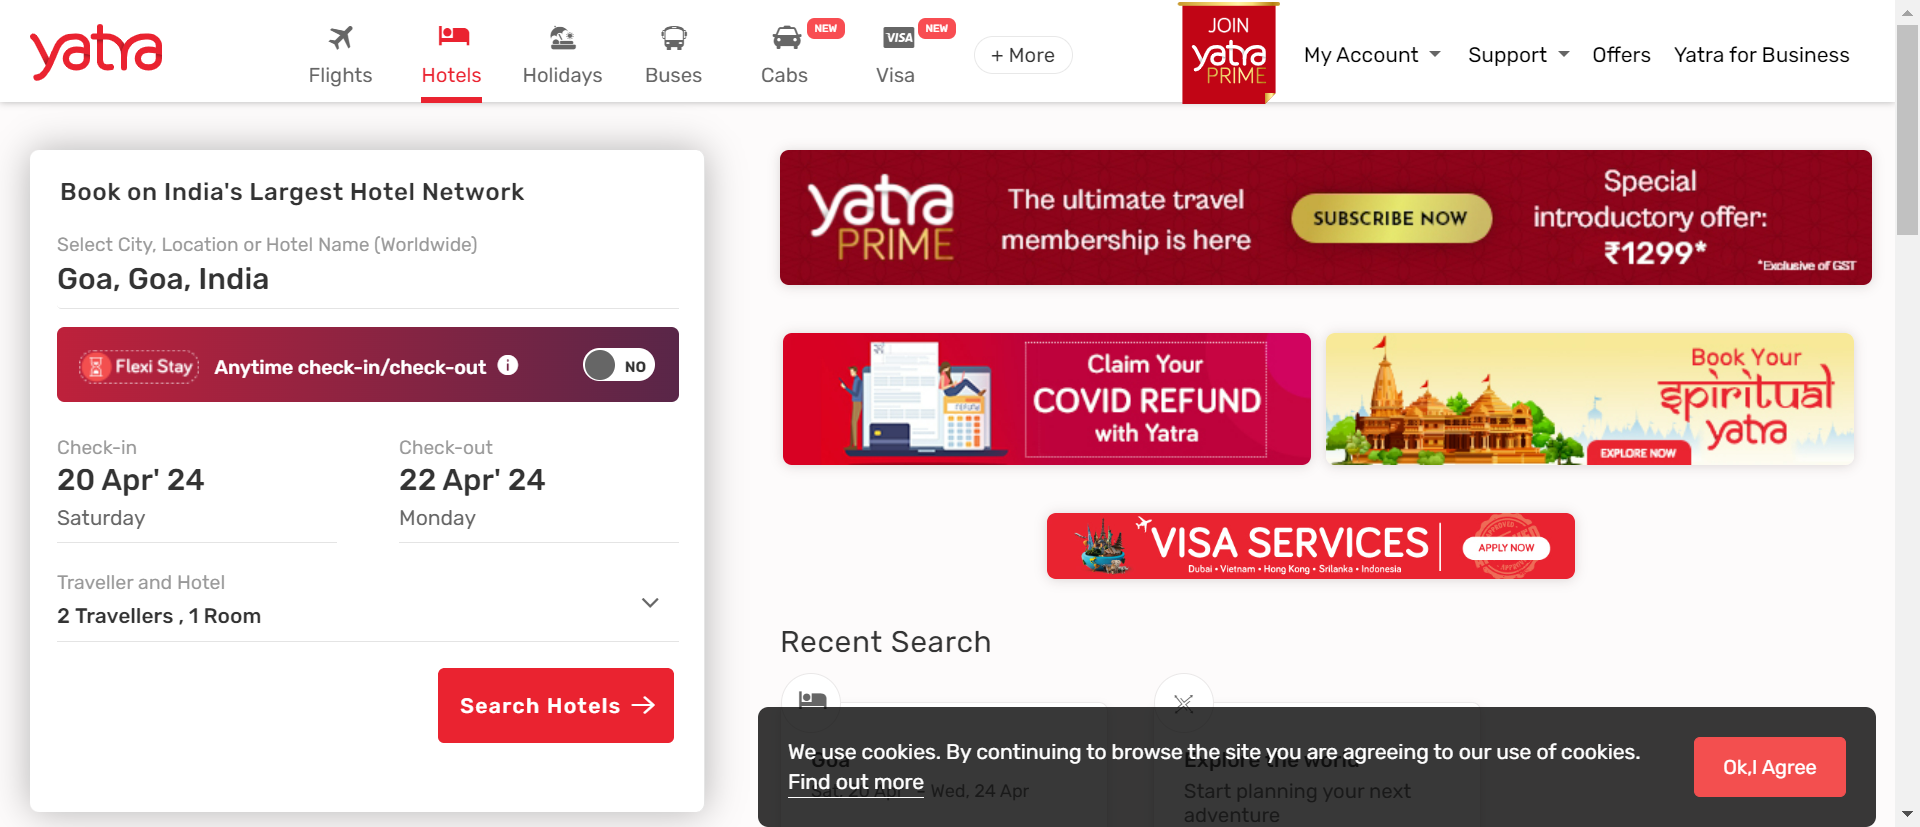 yatra
Flights
Hotels
Holidays
Buses
Cabs
NEW
VISA
Visa
NEW
+ More
JOIN
yatra
PRIME
My Account
Support
Offers
Yatra for Business
Book on India's Largest Hotel Network
Select City, Location or Hotel Name (Worldwide)
Goa, Goa, India
Flexi Stay
Anytime check-in/check-out
i
NO
Check-in
20 Apr' 24
Saturday
Check-out
22 Apr' 24
Monday
Traveller and Hotel
2 Travellers , 1 Room
Search Hotels
yatra
PRIME
The ultimate travel
membership is here
SUBSCRIBE NOW
Special
introductory offer:
₹1299*
*Exclusive of GST
refund
Claim Your
COVID REFUND
with Yatra
Book Your
spiritual
yatra
EXPLORE NOW
VISA SERVICES
Dubai • Vietnam • Hong Kong • Srilanka • Indonesia
APPROVED
APPLY NOW
Recent Search
Goa
Sat, 20 Apr - Wed, 24 Apr
Explore the world
Start planning your next
adventure
We use cookies. By continuing to browse the site you are agreeing to our use of cookies.
Find out more
Ok,I Agree